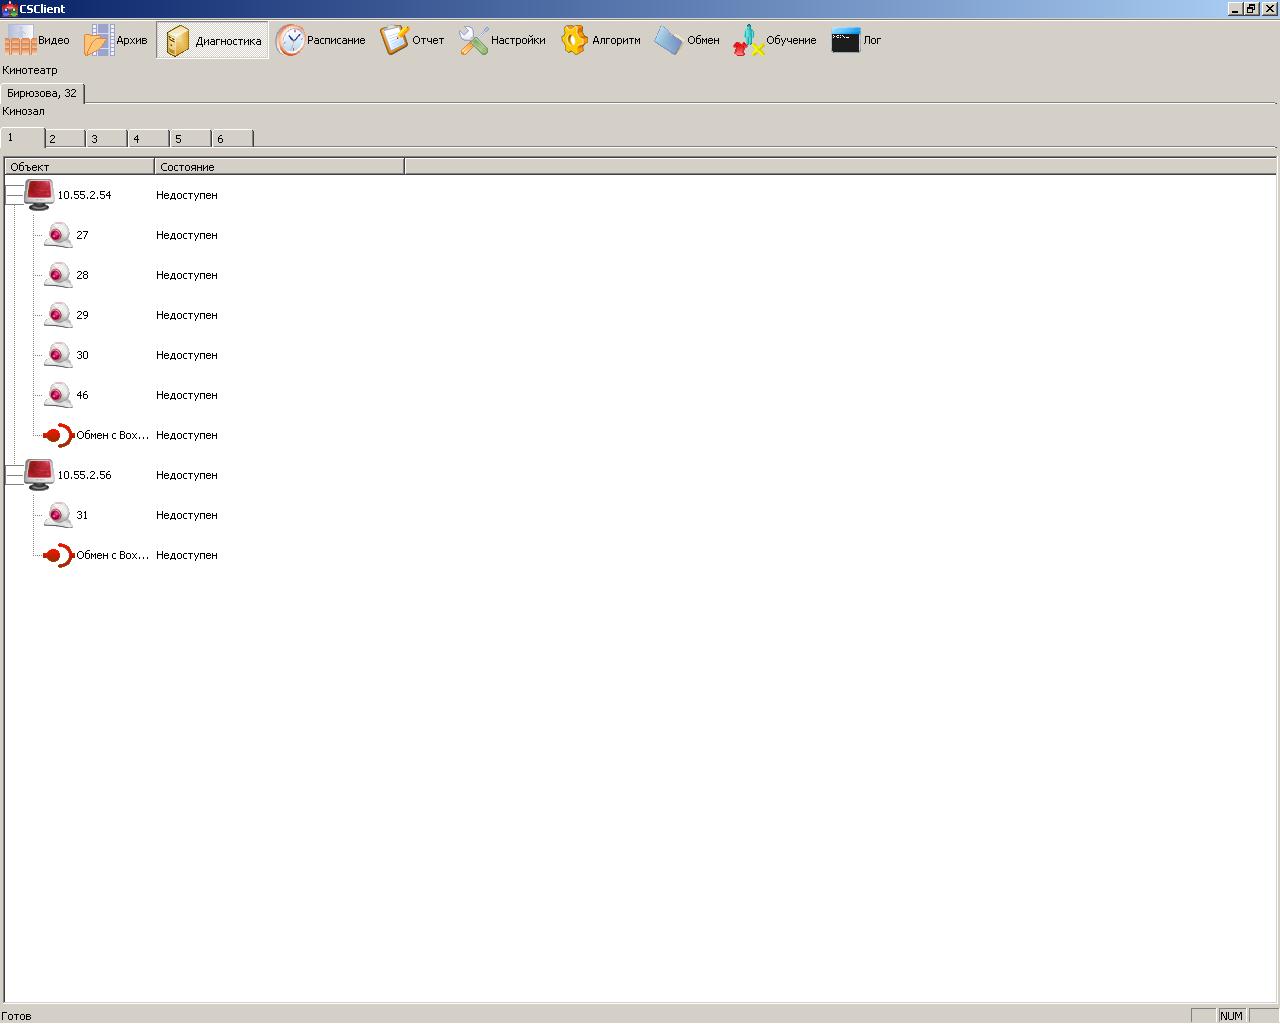 CSClient
Видео Архив Диагностика Расписание Отчет Настройки Алгоритм Обмен Обучение Лог
Кинотеатр
Бирюзова, 32
Кинозал
1 2 3 4 5 6
Объект Состояние
10.55.2.54 Недоступен
27 Недоступен
28 Недоступен
29 Недоступен
30 Недоступен
46 Недоступен
Обмен с Box... Недоступен
10.55.2.56 Недоступен
31 Недоступен
Обмен с Box... Недоступен
Готов NUM